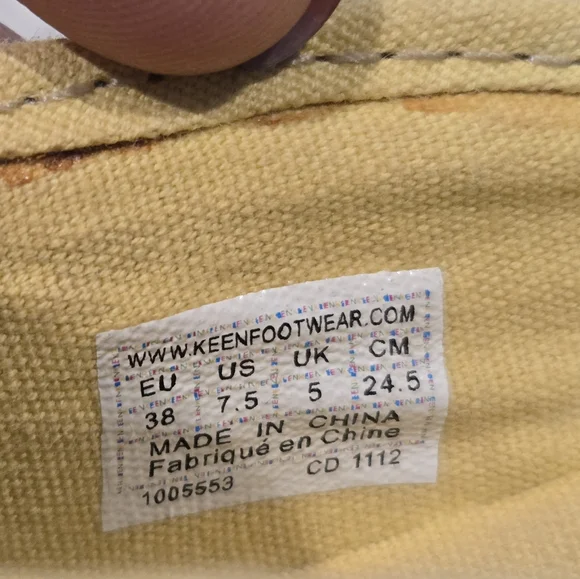 WWW.KEENFOOTWEAR.COM
EU US UK CM
38 7.5 5 24.5
MADE IN CHINA
Fabriqué en Chine
1005553 CD 1112